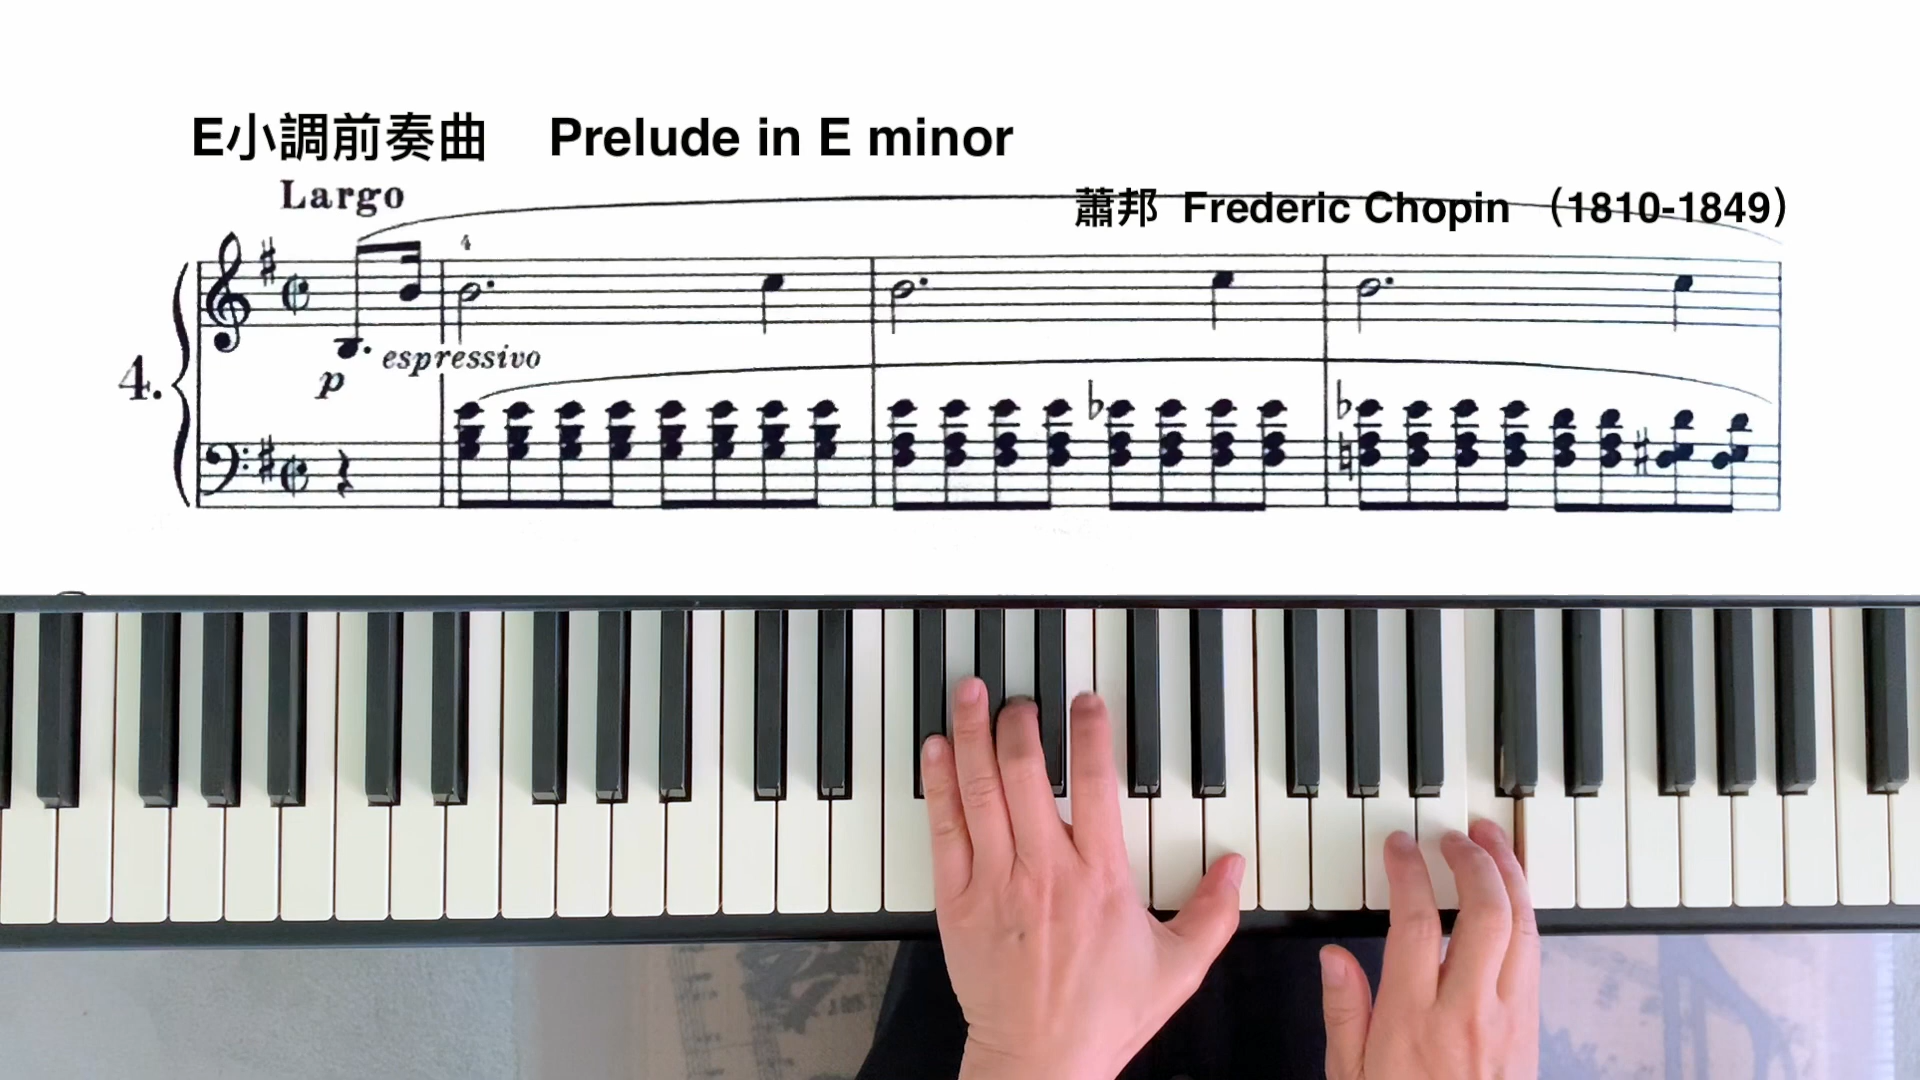 E小調前奏曲 Prelude in E minor
Largo
蕭邦 Frederic Chopin （1810-1849）
4
4.
p espressivo